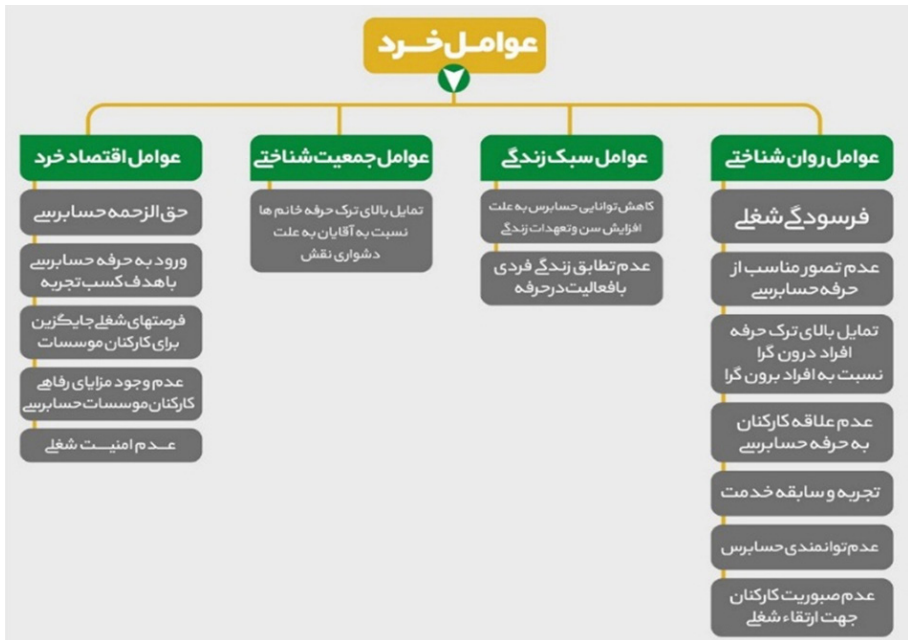 عوامل خرد
عوامل روان شناختی
فرسودگی شغلی
عدم تصور مناسب از
حرفه حسابرسی
تمایل بالای ترک حرفه
افراد درون گرا
نسبت به افراد برون گرا
عدم علاقه کارکنان
به حرفه حسابرسی
تجربه و سابقه خدمت
عدم توانمندی حسابرس
عدم صبوریت کارکنان
جهت ارتقاء شغلی
عوامل سبک زندگی
کاهش توانایی حسابرس به علت
افزایش سن و تعهدات زندگی
عدم تطابق زندگی فردی
با فعالیت در حرفه
عوامل جمعیت شناختی
تمایل بالای ترک حرفه خانم ها
نسبت به آقایان به علت
دشواری نقش
عوامل اقتصاد خرد
حق الزحمه حسابرسی
ورود به حرفه حسابرسی
با هدف کسب تجربه
فرصتهای شغلی جایگزین
برای کارکنان موسسات
عدم وجود مزایای رفاهی
کارکنان موسسات حسابرسی
عدم امنیت شغلی